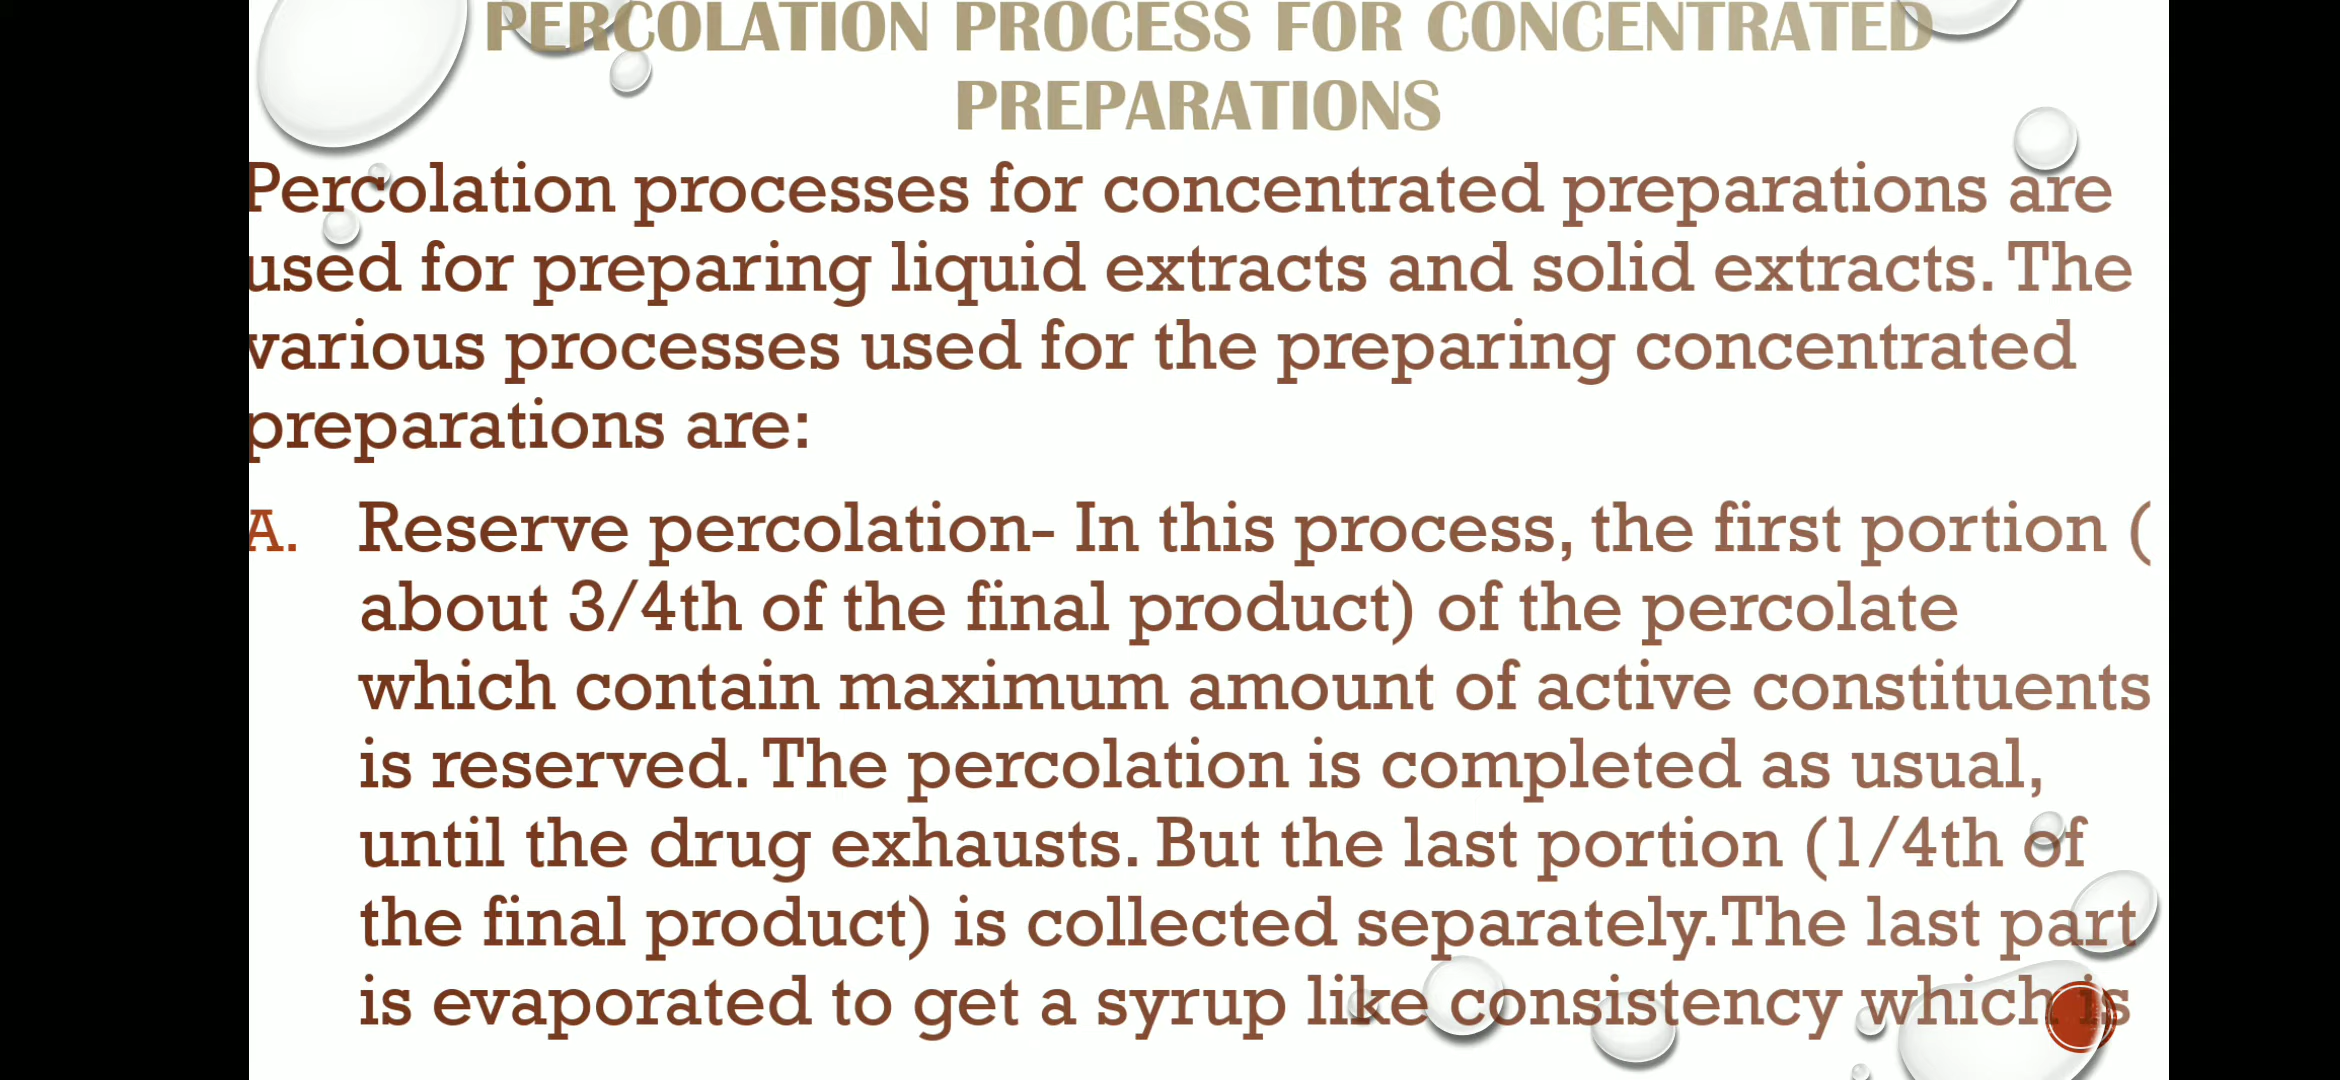 PERCOLATION PROCESS FOR CONCENTRATED
PREPARATIONS
Percolation processes for concentrated preparations are
used for preparing liquid extracts and solid extracts. The
various processes used for the preparing concentrated
preparations are:
A. Reserve percolation- In this process, the first portion (
about 3/4th of the final product) of the percolate
which contain maximum amount of active constituents
is reserved. The percolation is completed as usual,
until the drug exhausts. But the last portion (1/4th of
the final product) is collected separately. The last part
is evaporated to get a syrup like consistency which is